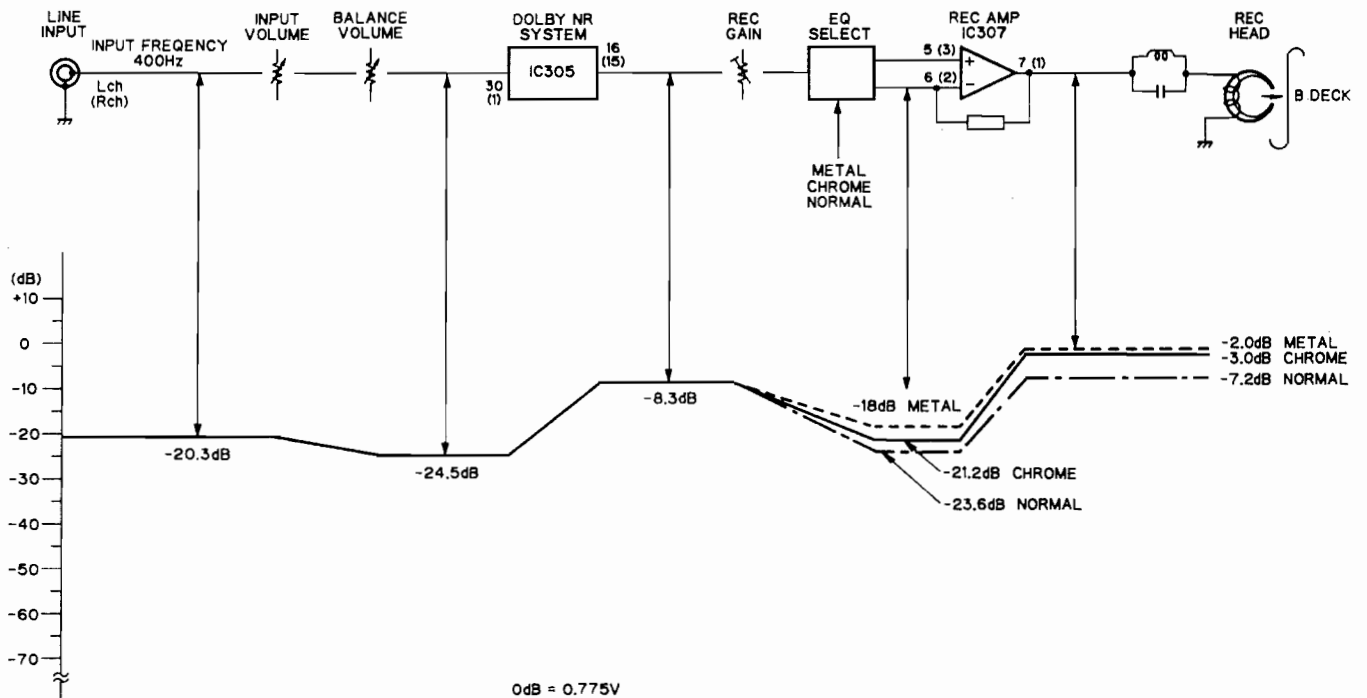 LINE INPUT
INPUT FREQENCY
400Hz
Lch
(Rch)
INPUT VOLUME
BALANCE VOLUME
DOLBY NR SYSTEM
IC305
30
(1)
16
(15)
REC GAIN
EQ SELECT
METAL
CHROME
NORMAL
REC AMP
IC307
5 (3)
6 (2)
+
−
7 (1)
REC HEAD
B DECK
(dB)
+10
0
-10
-20
-30
-40
-50
-60
-70
-20.3dB
-24.5dB
-8.3dB
-18dB METAL
-21.2dB CHROME
-23.6dB NORMAL
-2.0dB METAL
-3.0dB CHROME
-7.2dB NORMAL
0dB = 0.775V